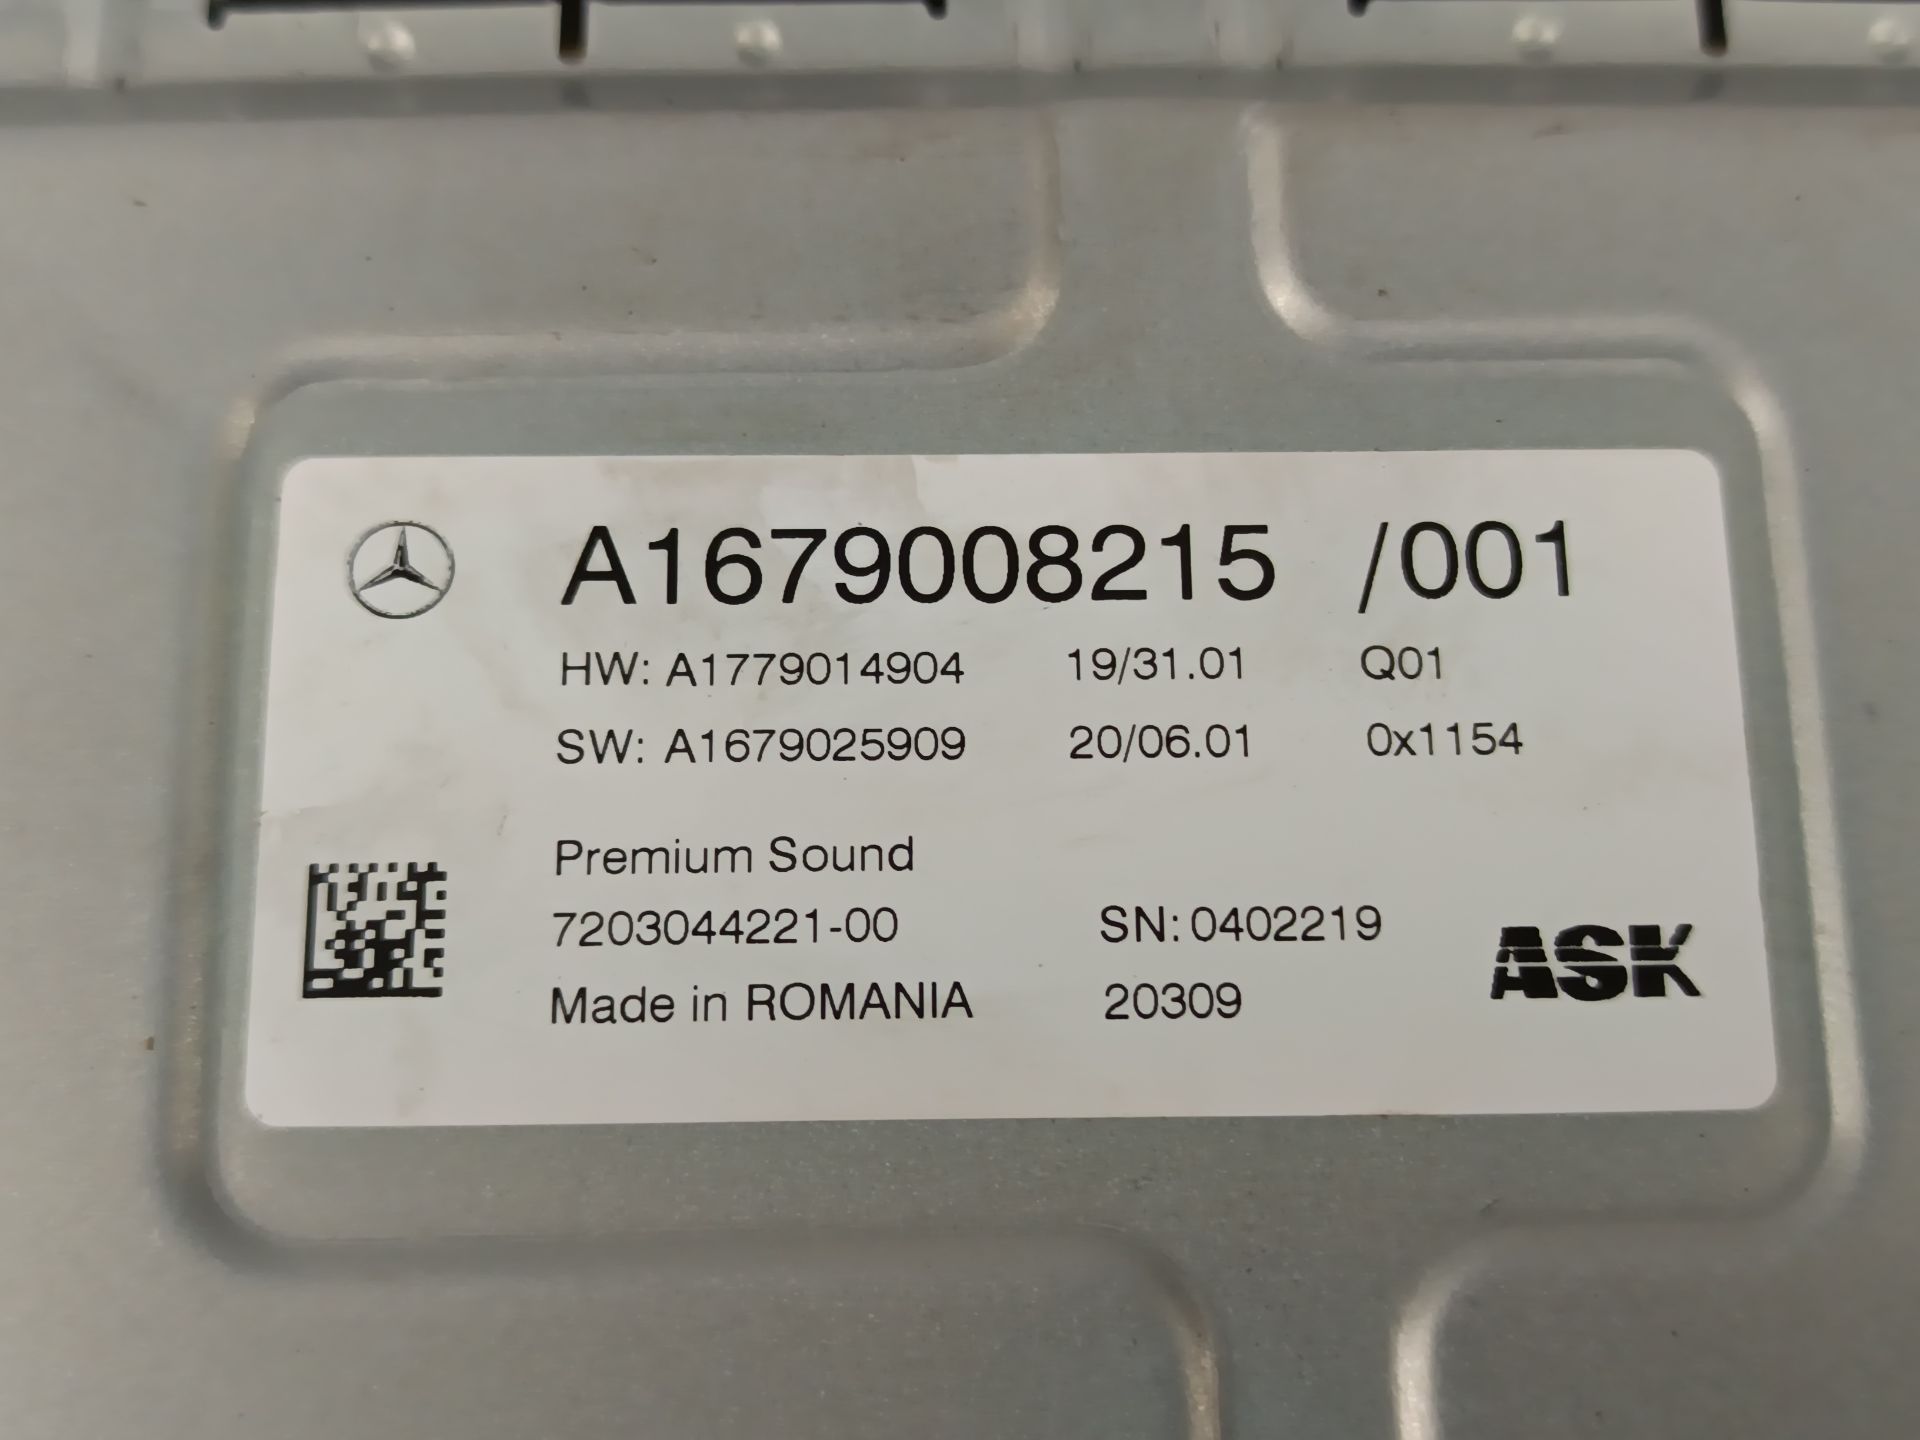 A1679008215 /001
HW: A1779014904 19/31.01 Q01
SW: A1679025909 20/06.01 0x1154
Premium Sound
7203044221-00 SN: 0402219
Made in ROMANIA 20309
ASK